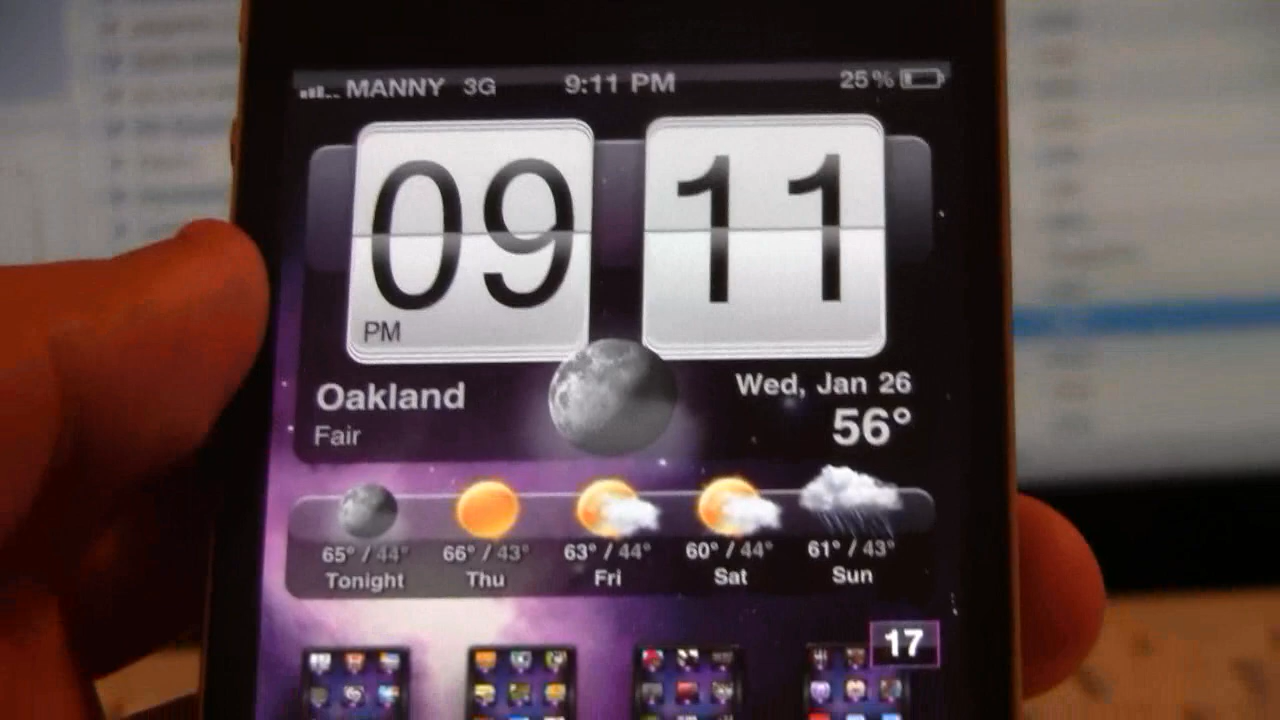 MANNY 3G 9:11 PM 25%
09 11
PM
Oakland Wed, Jan 26
Fair 56°
65° / 44° 66° / 43° 63° / 44° 60° / 44° 61° / 43°
Tonight Thu Fri Sat Sun
17